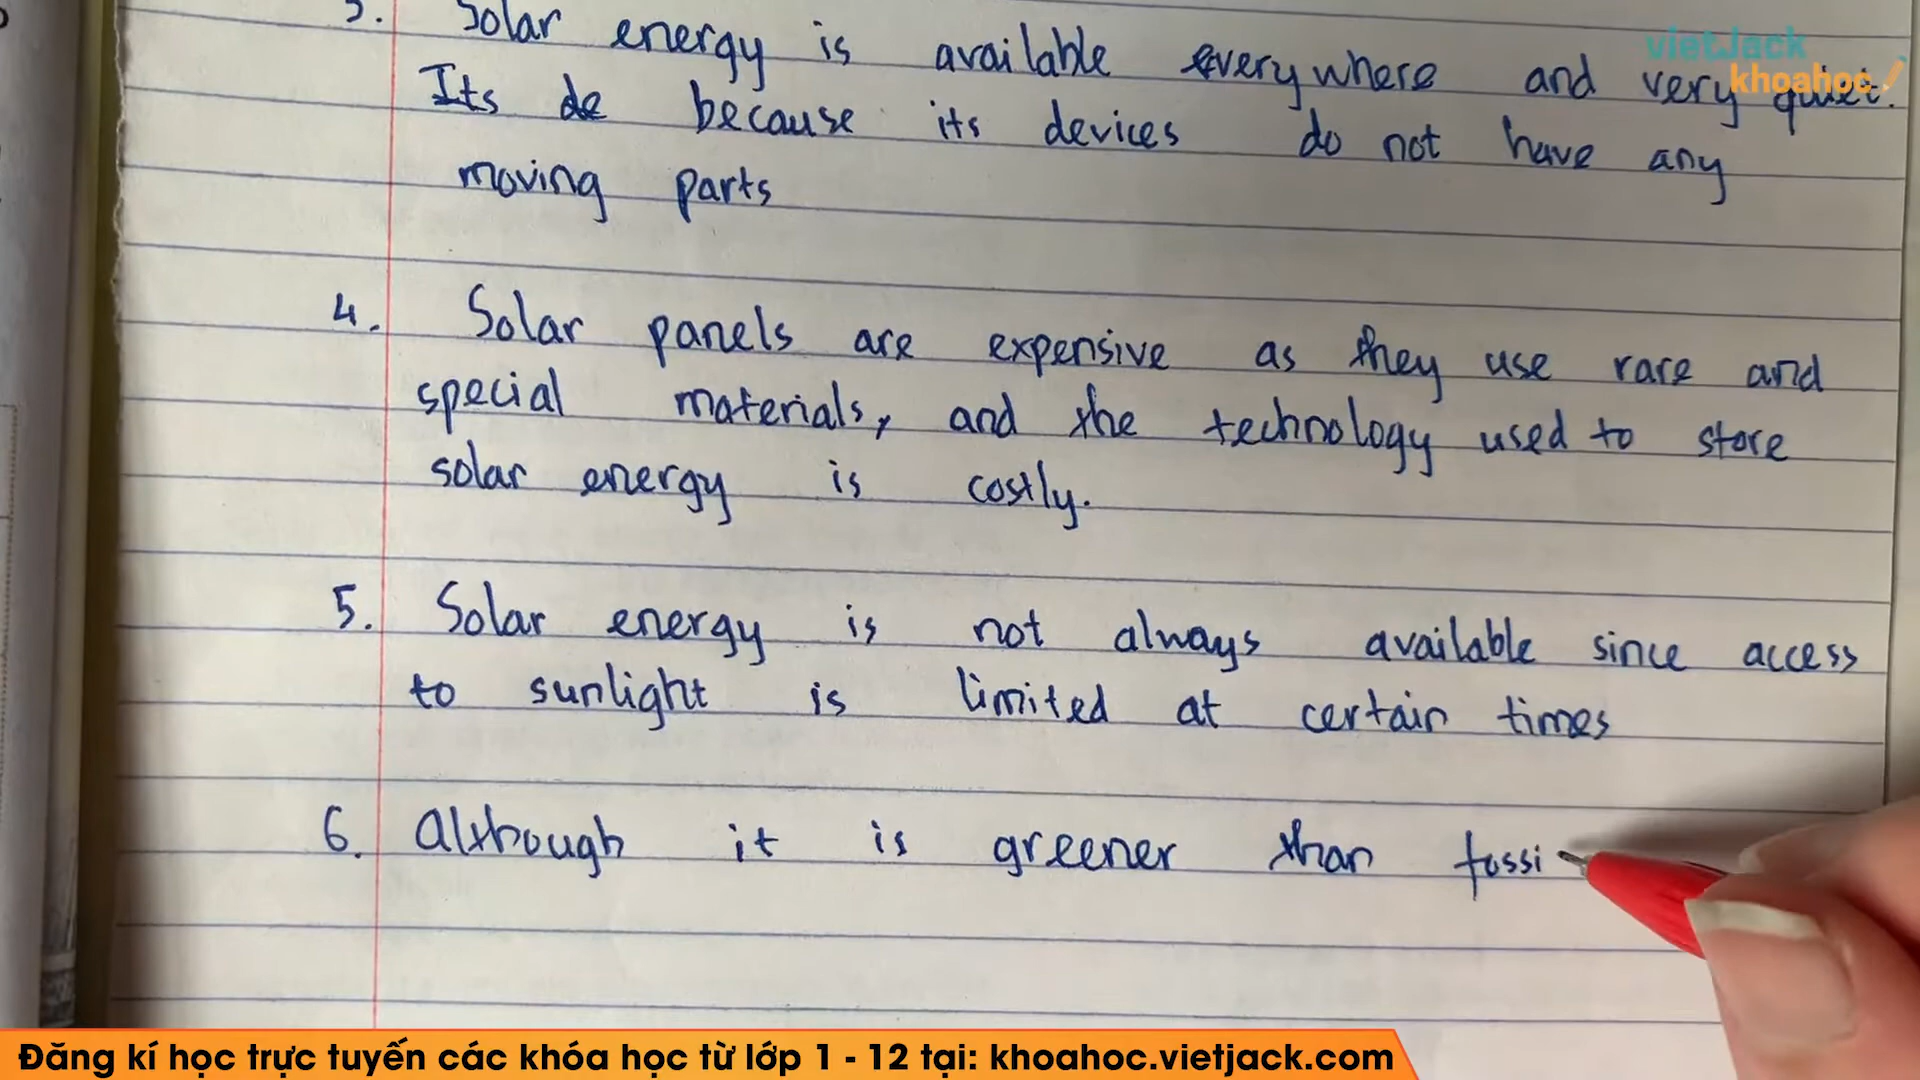 3. Solar energy is available everywhere and very quiet.
vietJack
khoahoc
Its de because its devices do not have any
moving parts
4. Solar panels are expensive as they use rare and
special materials, and the technology used to store
solar energy is costly.
5. Solar energy is not always available since access
to sunlight is limited at certain times
6. Although it is greener than fossi
Đăng kí học trực tuyến các khóa học từ lớp 1 - 12 tại: khoahoc.vietjack.com